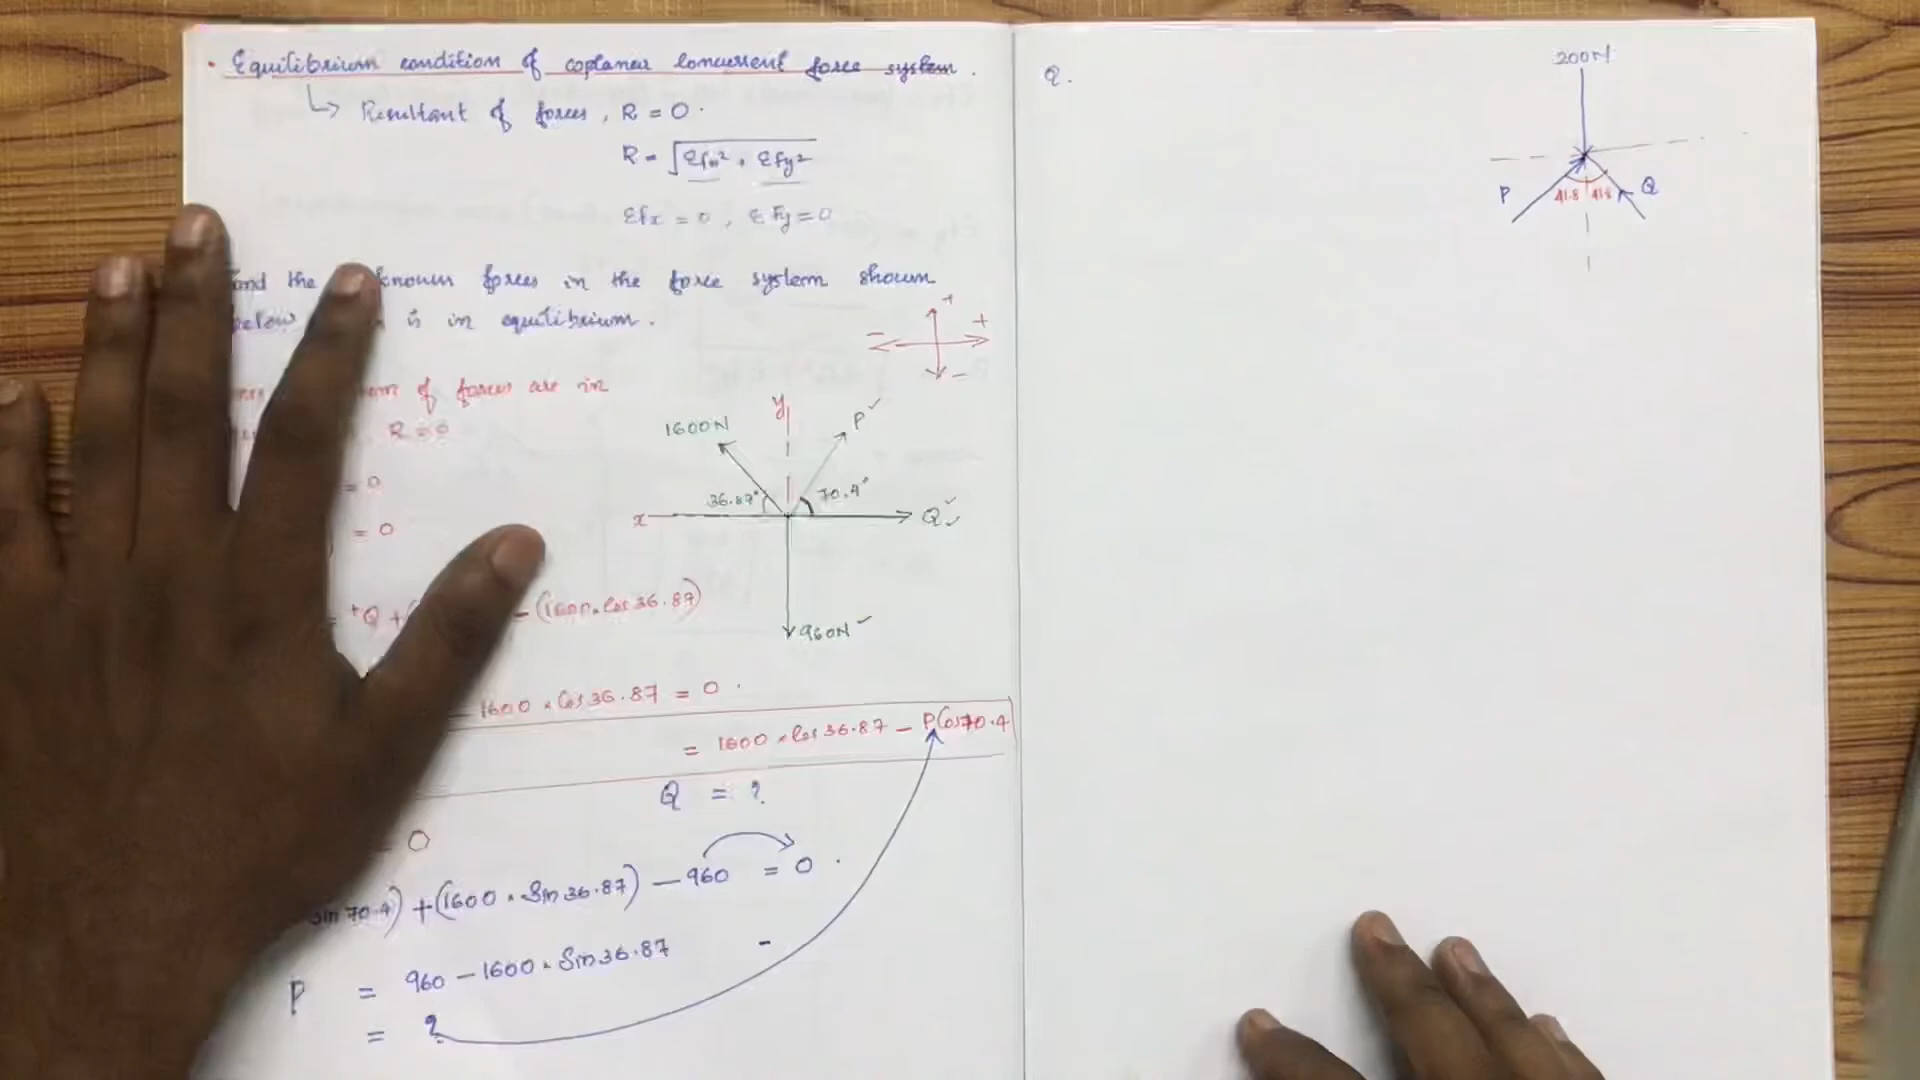 • Equilibrium condition of coplanar concurrent force system.
↳ Resultant of forces, R = 0.
R = √Σfx² + Σfy²
Σfx = 0, ΣFy = 0
the knowns forces in the force system shown
below is in equilibrium.
of forces are in
R = 0
= 0
= 0
+ -
+ -
y
1600N
P
36.87°
70.4°
x
Q
960N
= +Q + - (1600 × Cos 36.87)
- 1600 × Cos 36.87 = 0.
= 1600 × Cos 36.87 - P Cos 70.4
Q = ?
= 0
sin 70.4) + (1600 × Sin 36.87) - 960 = 0.
P = 960 - 1600 × Sin 36.87
= ?
Q.
200N
P
41.8
41.8
Q